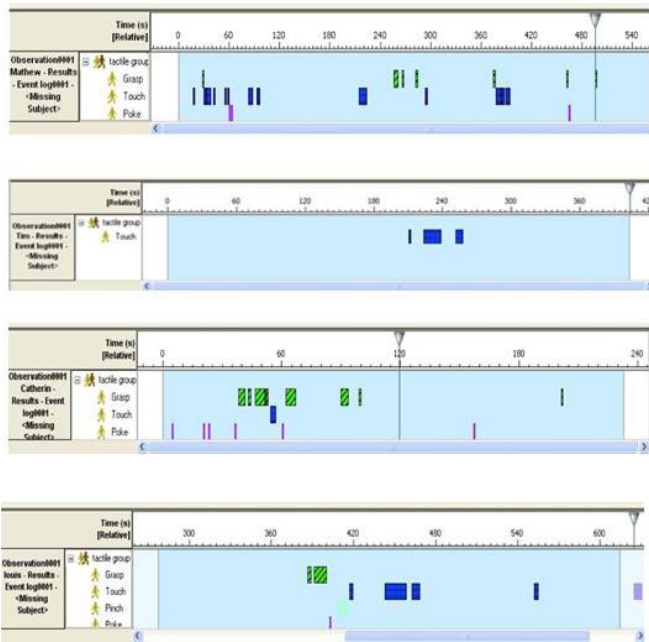 Time (s)
[Relative]
0 60 120 180 240 300 360 420 480 540
Observation0001
Mathew - Results
- Event log0001 -
<Missing
Subject>
tactile group
Grasp
Touch
Poke
Time (s)
[Relative]
0 60 120 180 240 300 360 420
Observation0001
Tim - Results -
Event log0001 -
<Missing
Subject>
tactile group
Touch
Time (s)
[Relative]
0 60 120 180 240
Observation0001
Catherin -
Results - Event
log0001 -
<Missing
Subject>
tactile group
Grasp
Touch
Poke
Time (s)
[Relative]
300 360 420 480 540 600
Observation0001
louis - Results -
Event log0001 -
<Missing
Subject>
tactile group
Grasp
Touch
Pinch
Poke